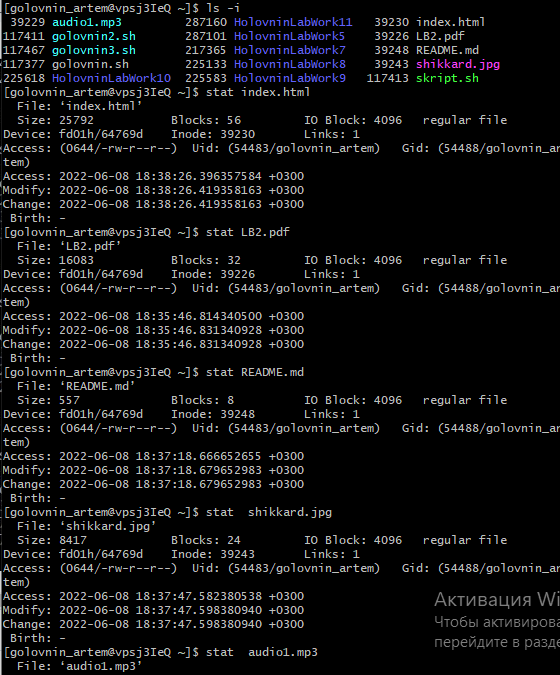 [golovnin_artem@vpsj3IeQ ~]$ ls -i
39229 audio1.mp3 287160 HolovninLabWork11 39230 index.html
117411 golovnin2.sh 287101 HolovninLabWork5 39226 LB2.pdf
117467 golovnin3.sh 217365 HolovninLabWork7 39248 README.md
117377 golovnin.sh 225133 HolovninLabWork8 39243 shikkard.jpg
225618 HolovninLabWork10 225583 HolovninLabWork9 117413 skript.sh
[golovnin_artem@vpsj3IeQ ~]$ stat index.html
File: ‘index.html’
Size: 25792 Blocks: 56 IO Block: 4096 regular file
Device: fd01h/64769d Inode: 39230 Links: 1
Access: (0644/-rw-r--r--) Uid: (54483/golovnin_artem) Gid: (54488/golovnin_ar
tem)
Access: 2022-06-08 18:38:26.396357584 +0300
Modify: 2022-06-08 18:38:26.419358163 +0300
Change: 2022-06-08 18:38:26.419358163 +0300
Birth: -
[golovnin_artem@vpsj3IeQ ~]$ stat LB2.pdf
File: ‘LB2.pdf’
Size: 16083 Blocks: 32 IO Block: 4096 regular file
Device: fd01h/64769d Inode: 39226 Links: 1
Access: (0644/-rw-r--r--) Uid: (54483/golovnin_artem) Gid: (54488/golovnin_ar
tem)
Access: 2022-06-08 18:35:46.814340500 +0300
Modify: 2022-06-08 18:35:46.831340928 +0300
Change: 2022-06-08 18:35:46.831340928 +0300
Birth: -
[golovnin_artem@vpsj3IeQ ~]$ stat README.md
File: ‘README.md’
Size: 557 Blocks: 8 IO Block: 4096 regular file
Device: fd01h/64769d Inode: 39248 Links: 1
Access: (0644/-rw-r--r--) Uid: (54483/golovnin_artem) Gid: (54488/golovnin_ar
tem)
Access: 2022-06-08 18:37:18.666652655 +0300
Modify: 2022-06-08 18:37:18.679652983 +0300
Change: 2022-06-08 18:37:18.679652983 +0300
Birth: -
[golovnin_artem@vpsj3IeQ ~]$ stat shikkard.jpg
File: ‘shikkard.jpg’
Size: 8417 Blocks: 24 IO Block: 4096 regular file
Device: fd01h/64769d Inode: 39243 Links: 1
Access: (0644/-rw-r--r--) Uid: (54483/golovnin_artem) Gid: (54488/golovnin_ar
tem)
Access: 2022-06-08 18:37:47.582380538 +0300
Modify: 2022-06-08 18:37:47.598380940 +0300
Change: 2022-06-08 18:37:47.598380940 +0300
Birth: -
[golovnin_artem@vpsj3IeQ ~]$ stat audio1.mp3
File: ‘audio1.mp3’
Активация Wi
Чтобы активирова
перейдите в разде